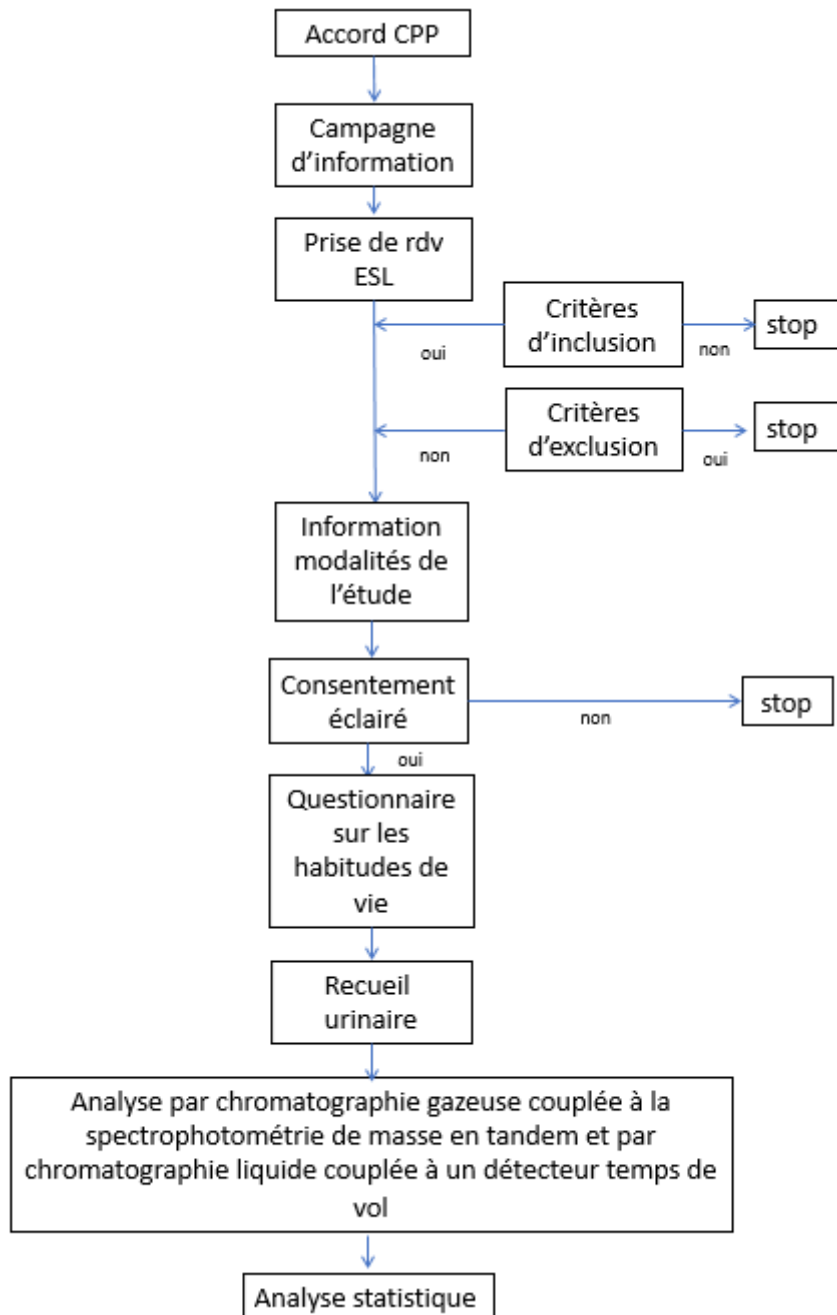 Accord CPP
Campagne
d'information
Prise de rdv
ESL
Critères
d'inclusion
stop
oui
non
Critères
d'exclusion
stop
non
oui
Information
modalités de
l'étude
Consentement
éclairé
stop
non
oui
Questionnaire
sur les
habitudes de
vie
Recueil
urinaire
Analyse par chromatographie gazeuse couplée à la
spectrophotométrie de masse en tandem et par
chromatographie liquide couplée à un détecteur temps de
vol
Analyse statistique